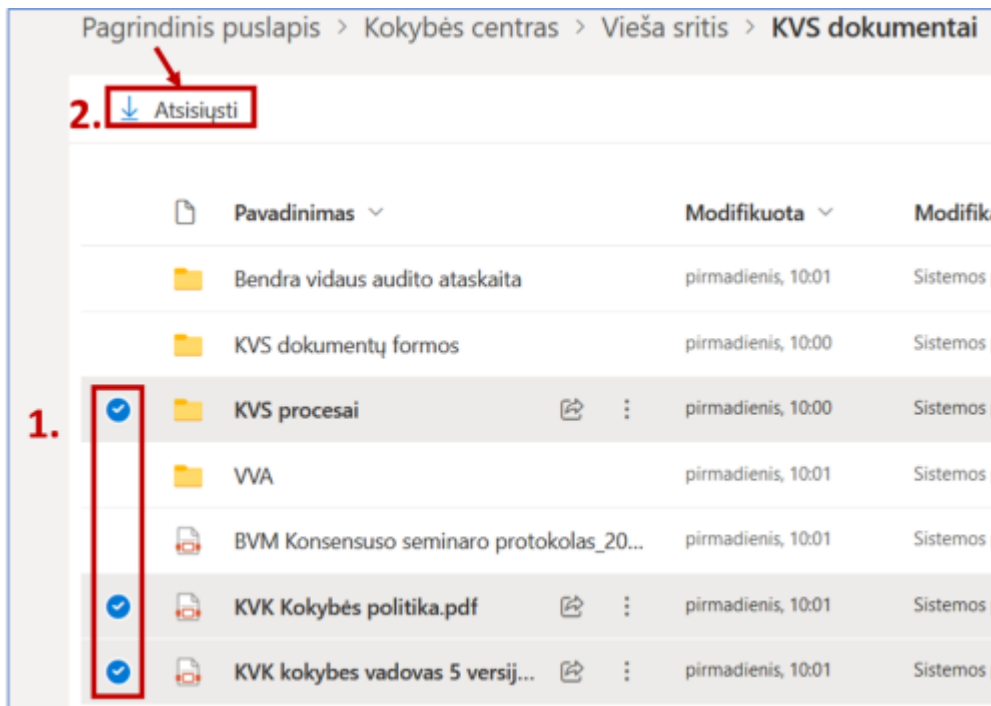 Pagrindinis puslapis > Kokybės centras > Vieša sritis > KVS dokumentai
2. Atsisiųsti
Pavadinimas Modifikuota Modifika
Bendra vidaus audito ataskaita pirmadienis, 10:01 Sistemos
KVS dokumentų formos pirmadienis, 10:00 Sistemos
1. KVS procesai pirmadienis, 10:00 Sistemos
VVA pirmadienis, 10:01 Sistemos
BVM Konsensuso seminaro protokolas_20... pirmadienis, 10:01 Sistemos
KVK Kokybės politika.pdf pirmadienis, 10:01 Sistemos
KVK kokybes vadovas 5 versij... pirmadienis, 10:01 Sistemos